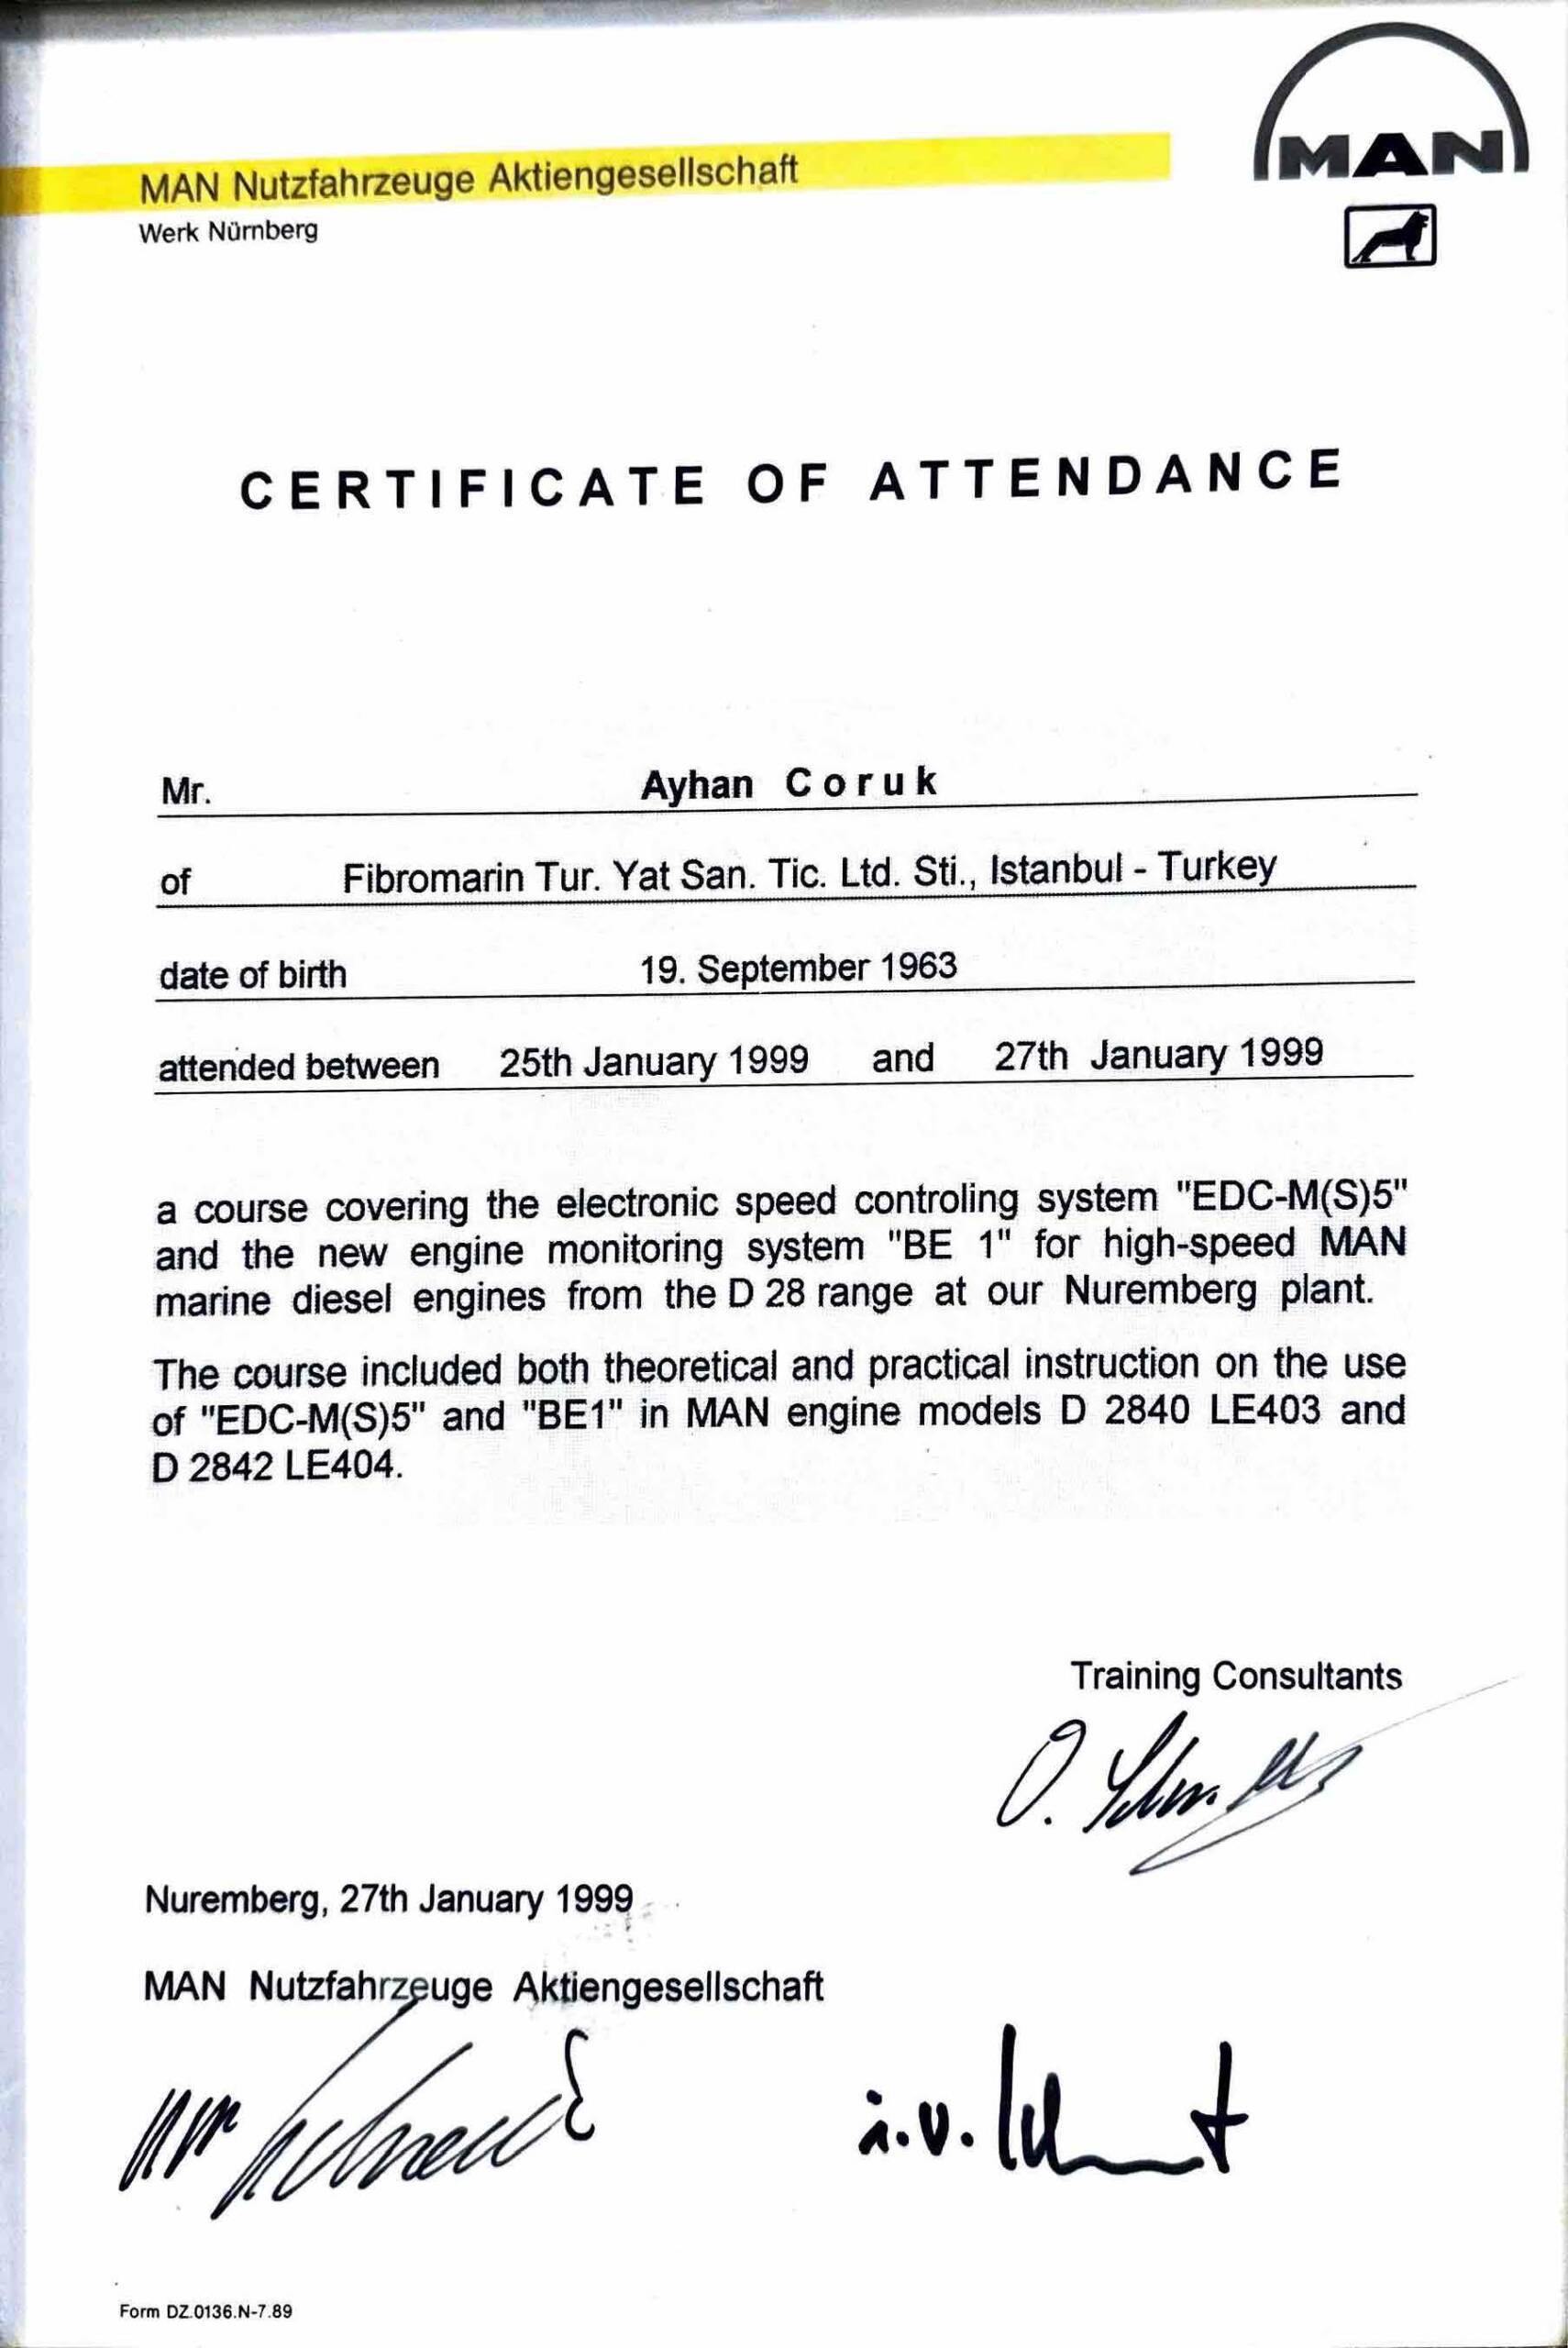 MAN
MAN Nutzfahrzeuge Aktiengesellschaft
Werk Nürnberg
CERTIFICATE OF ATTENDANCE
Mr. Ayhan Coruk
of Fibromarin Tur. Yat San. Tic. Ltd. Sti., Istanbul - Turkey
date of birth 19. September 1963
attended between 25th January 1999 and 27th January 1999
a course covering the electronic speed controling system "EDC-M(S)5"
and the new engine monitoring system "BE 1" for high-speed MAN
marine diesel engines from the D 28 range at our Nuremberg plant.
The course included both theoretical and practical instruction on the use
of "EDC-M(S)5" and "BE1" in MAN engine models D 2840 LE403 and
D 2842 LE404.
Training Consultants
Nuremberg, 27th January 1999
MAN Nutzfahrzeuge Aktiengesellschaft
i.v.
Form DZ.0136.N-7.89